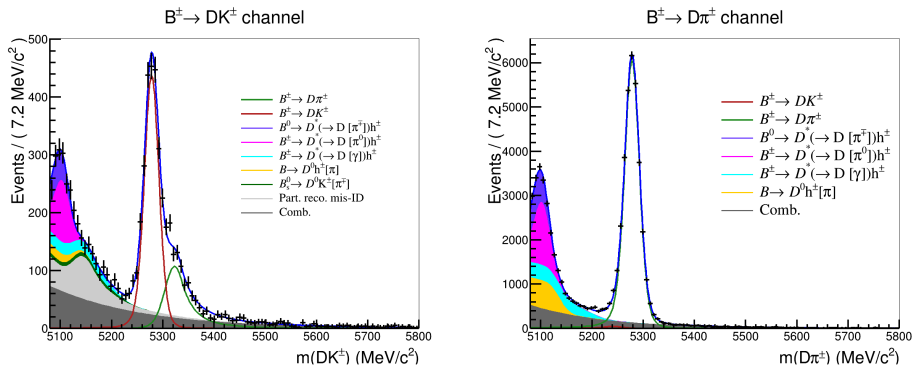 B±→ DK± channel
Events / ( 7.2 MeV/c² )
500
400
300
200
100
0
B±→ Dπ±
B±→ DK±
B⁰→ D*(→ D [π∓])h±
B±→ D*(→ D [π⁰])h±
B±→ D*(→ D [γ])h±
B→ D⁰h±[π]
B⁰ₛ→ D⁰K±[π∓]
Part. reco. mis-ID
Comb.
5100 5200 5300 5400 5500 5600 5700 5800
m(DK±) (MeV/c²)
B±→ Dπ± channel
Events / ( 7.2 MeV/c² )
6000
5000
4000
3000
2000
1000
0
B±→ DK±
B±→ Dπ±
B⁰→ D*(→ D [π∓])h±
B±→ D*(→ D [π⁰])h±
B±→ D*(→ D [γ])h±
B→ D⁰h±[π]
Comb.
5100 5200 5300 5400 5500 5600 5700 5800
m(Dπ±) (MeV/c²)